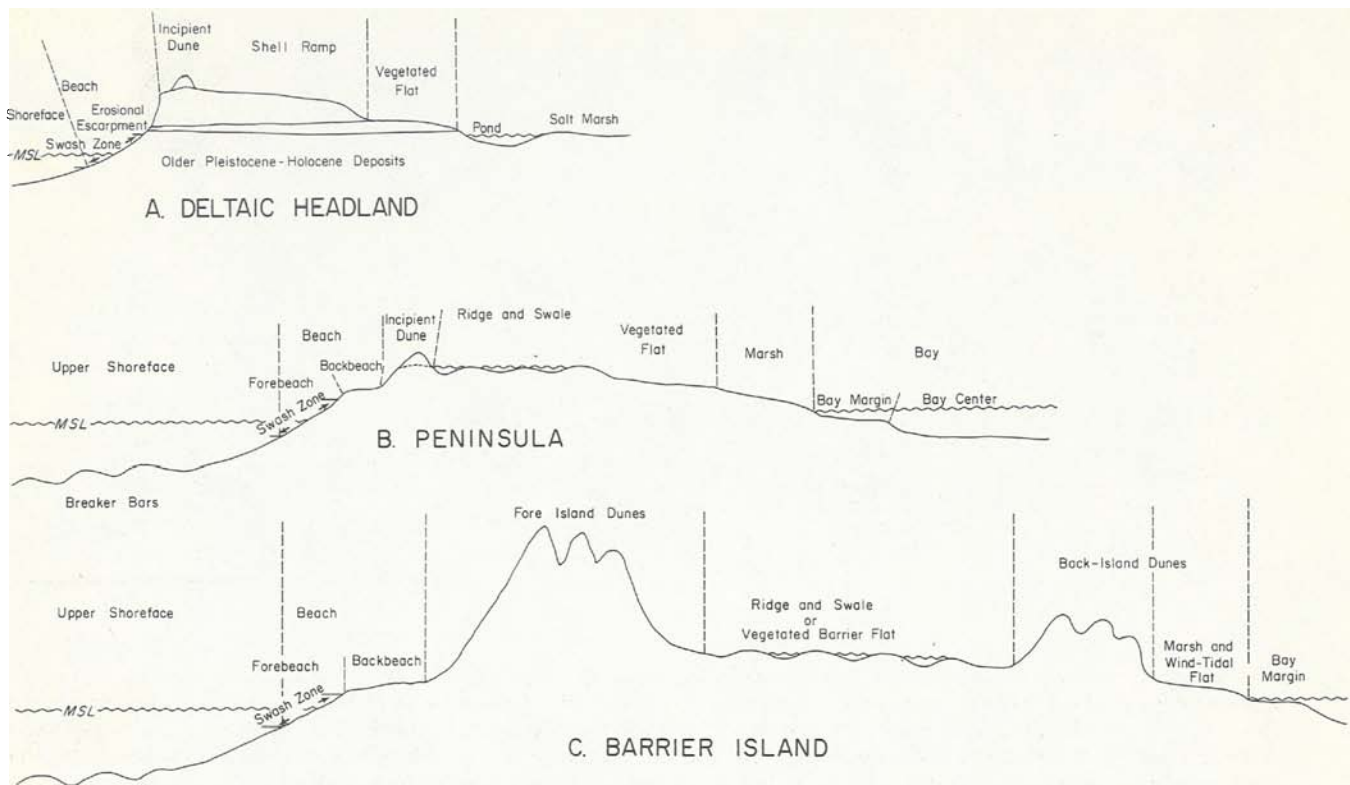 Incipient
Dune
Shell Ramp
Vegetated
Flat
Beach
Shoreface
Erosional
Escarpment
Swash Zone
MSL
Pond
Salt Marsh
Older Pleistocene-Holocene Deposits
A. DELTAIC HEADLAND
Upper Shoreface
Beach
Forebeach
Backbeach
Incipient
Dune
Ridge and Swale
Vegetated
Flat
Marsh
Bay
Bay Margin
Bay Center
MSL
Swash Zone
B. PENINSULA
Breaker Bars
Upper Shoreface
Beach
Forebeach
Backbeach
Fore Island Dunes
Ridge and Swale
or
Vegetated Barrier Flat
Back-Island Dunes
Marsh and
Wind-Tidal
Flat
Bay
Margin
MSL
Swash Zone
C. BARRIER ISLAND